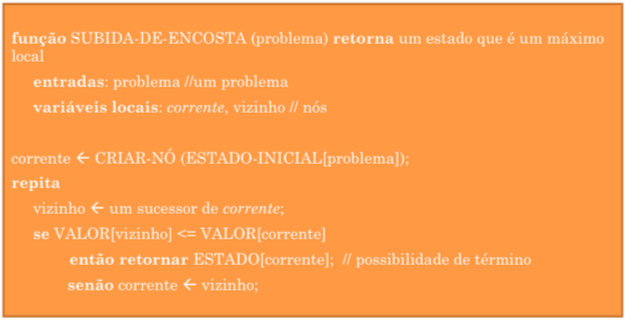 função SUBIDA-DE-ENCOSTA (problema) retorna um estado que é um máximo
local
entradas: problema //um problema
variáveis locais: corrente, vizinho // nós
corrente ← CRIAR-NÓ (ESTADO-INICIAL[problema]);
repita
vizinho ← um sucessor de corrente;
se VALOR[vizinho] <= VALOR[corrente]
então retornar ESTADO[corrente]; // possibilidade de término
senão corrente ← vizinho;